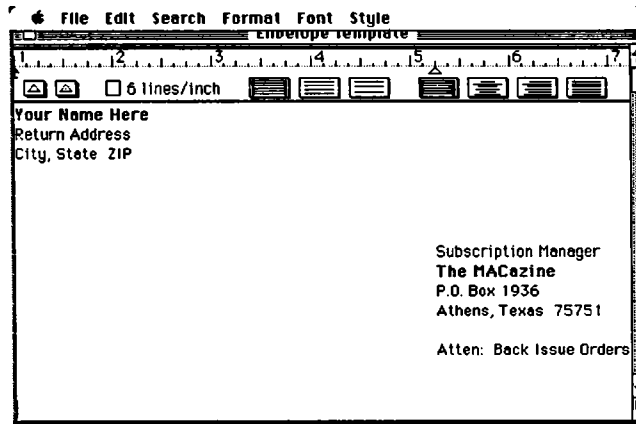 File Edit Search Format Font Style
Envelope Template
1 2 3 4 5 6 7
6 lines/inch
Your Name Here
Return Address
City, State ZIP
Subscription Manager
The MACazine
P.O. Box 1936
Athens, Texas 75751
Atten: Back Issue Orders